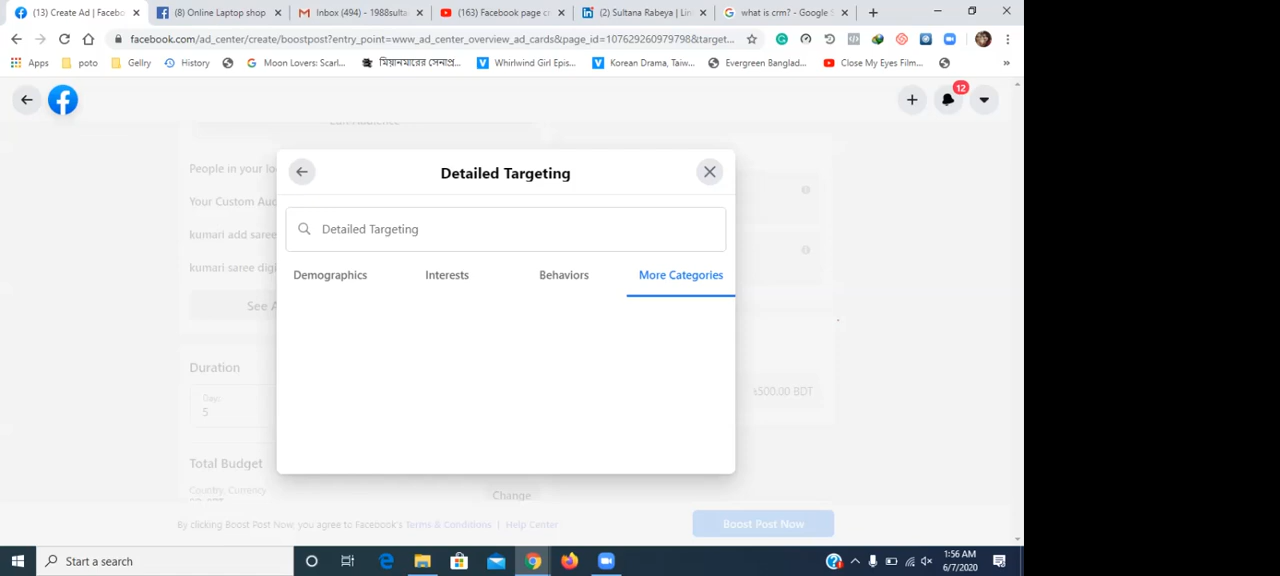 (13) Create Ad | Facebo
(8) Online Laptop shop
Inbox (494) - 1988sulta
(163) Facebook page cr
(2) Sultana Rabeya | Lin
what is crm? - Google S
facebook.com/ad_center/create/boostpost?entry_point=www_ad_center_overview_ad_cards&page_id=107629260979798&target...
Apps
poto
Gellry
History
Moon Lovers: Scarl...
মিয়ানমারের সেনাপ্র...
Whirlwind Girl Epis...
Korean Drama, Taiw...
Evergreen Banglad...
Close My Eyes Film...
»
12
People in your lo
Your Custom Aud
kumari add saree
kumari saree digi
See A
Detailed Targeting
Detailed Targeting
Demographics
Interests
Behaviors
More Categories
Duration
Days
5
৳500.00 BDT
Total Budget
Country, Currency
Change
By clicking Boost Post Now, you agree to Facebook's Terms & Conditions | Help Center
Boost Post Now
Start a search
1:56 AM
6/7/2020